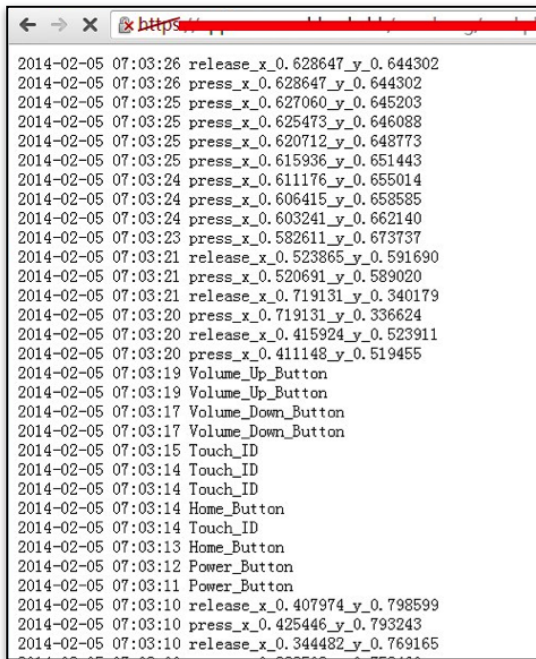 https
2014-02-05 07:03:26 release_x_0.628647_y_0.644302
2014-02-05 07:03:26 press_x_0.628647_y_0.644302
2014-02-05 07:03:25 press_x_0.627060_y_0.645203
2014-02-05 07:03:25 press_x_0.625473_y_0.646088
2014-02-05 07:03:25 press_x_0.620712_y_0.648773
2014-02-05 07:03:25 press_x_0.615936_y_0.651443
2014-02-05 07:03:24 press_x_0.611176_y_0.655014
2014-02-05 07:03:24 press_x_0.606415_y_0.658585
2014-02-05 07:03:24 press_x_0.603241_y_0.662140
2014-02-05 07:03:23 press_x_0.582611_y_0.673737
2014-02-05 07:03:21 release_x_0.523865_y_0.591690
2014-02-05 07:03:21 press_x_0.520691_y_0.589020
2014-02-05 07:03:21 release_x_0.719131_y_0.340179
2014-02-05 07:03:20 press_x_0.719131_y_0.336624
2014-02-05 07:03:20 release_x_0.415924_y_0.523911
2014-02-05 07:03:20 press_x_0.411148_y_0.519455
2014-02-05 07:03:19 Volume_Up_Button
2014-02-05 07:03:19 Volume_Up_Button
2014-02-05 07:03:17 Volume_Down_Button
2014-02-05 07:03:17 Volume_Down_Button
2014-02-05 07:03:15 Touch_ID
2014-02-05 07:03:14 Touch_ID
2014-02-05 07:03:14 Touch_ID
2014-02-05 07:03:14 Home_Button
2014-02-05 07:03:14 Touch_ID
2014-02-05 07:03:13 Home_Button
2014-02-05 07:03:12 Power_Button
2014-02-05 07:03:11 Power_Button
2014-02-05 07:03:10 release_x_0.407974_y_0.798599
2014-02-05 07:03:10 press_x_0.425446_y_0.793243
2014-02-05 07:03:10 release_x_0.344482_y_0.769165